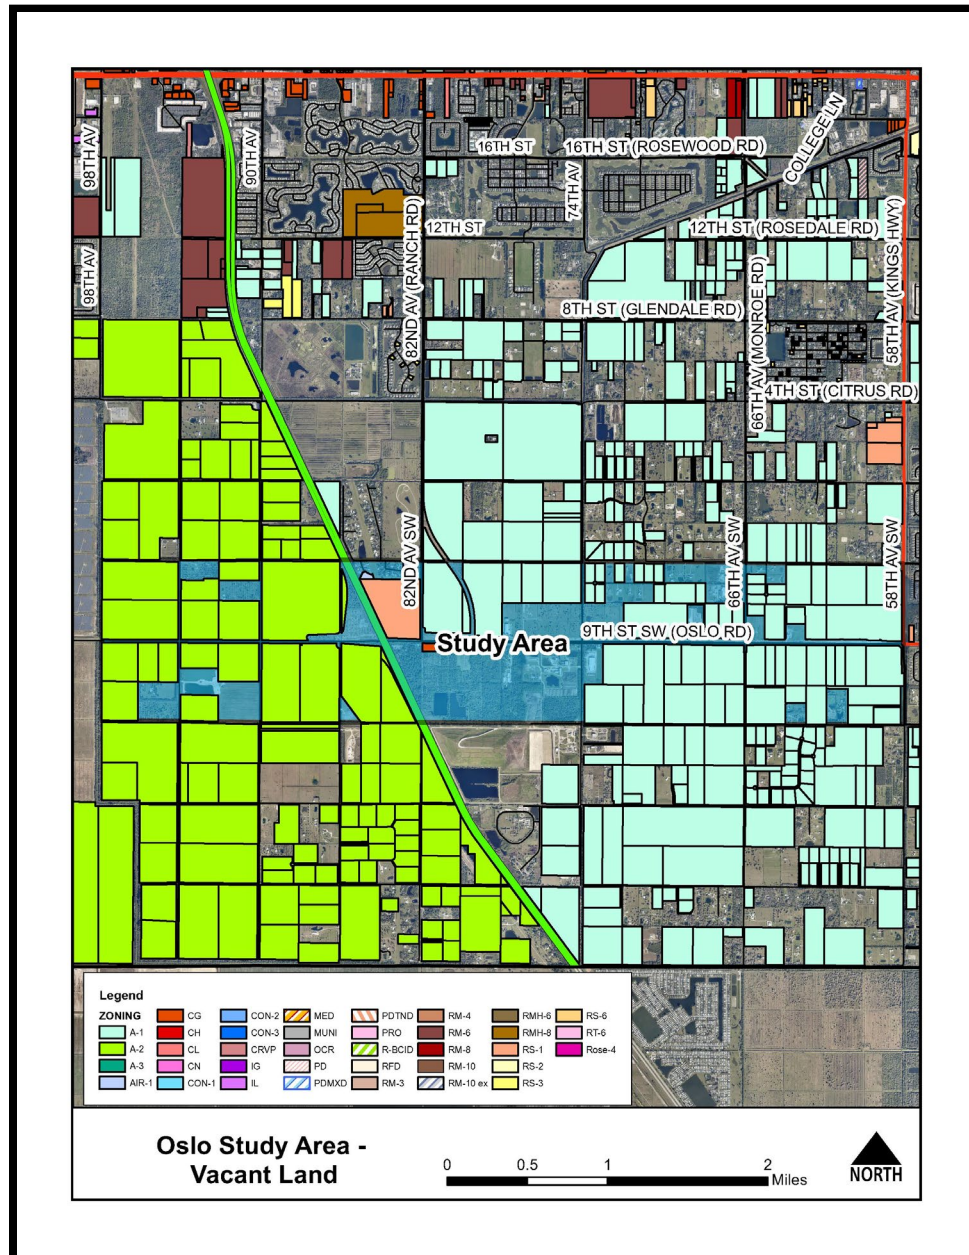 98TH AV
90TH AV
16TH ST
16TH ST (ROSEWOOD RD)
COLLEGE LN
74TH AV
82ND AV (RANCH RD)
12TH ST
12TH ST (ROSEDALE RD)
58TH AV (KINGS HWY)
98TH AV
8TH ST (GLENDALE RD)
66TH AV (MONROE RD)
4TH ST (CITRUS RD)
82ND AV SW
66TH AV SW
58TH AV SW
9TH ST SW (OSLO RD)
Study Area
Legend
ZONING
A-1
A-2
A-3
AIR-1
CG
CH
CL
CN
CON-1
CON-2
CON-3
CRVP
IG
IL
MED
MUNI
OCR
PD
PDMXD
PDTND
PRO
R-BCID
RFD
RM-3
RM-4
RM-6
RM-8
RM-10
RM-10 ex
RMH-6
RMH-8
RS-1
RS-2
RS-3
RS-6
RT-6
Rose-4
Oslo Study Area -
Vacant Land
0 0.5 1 2
Miles
NORTH